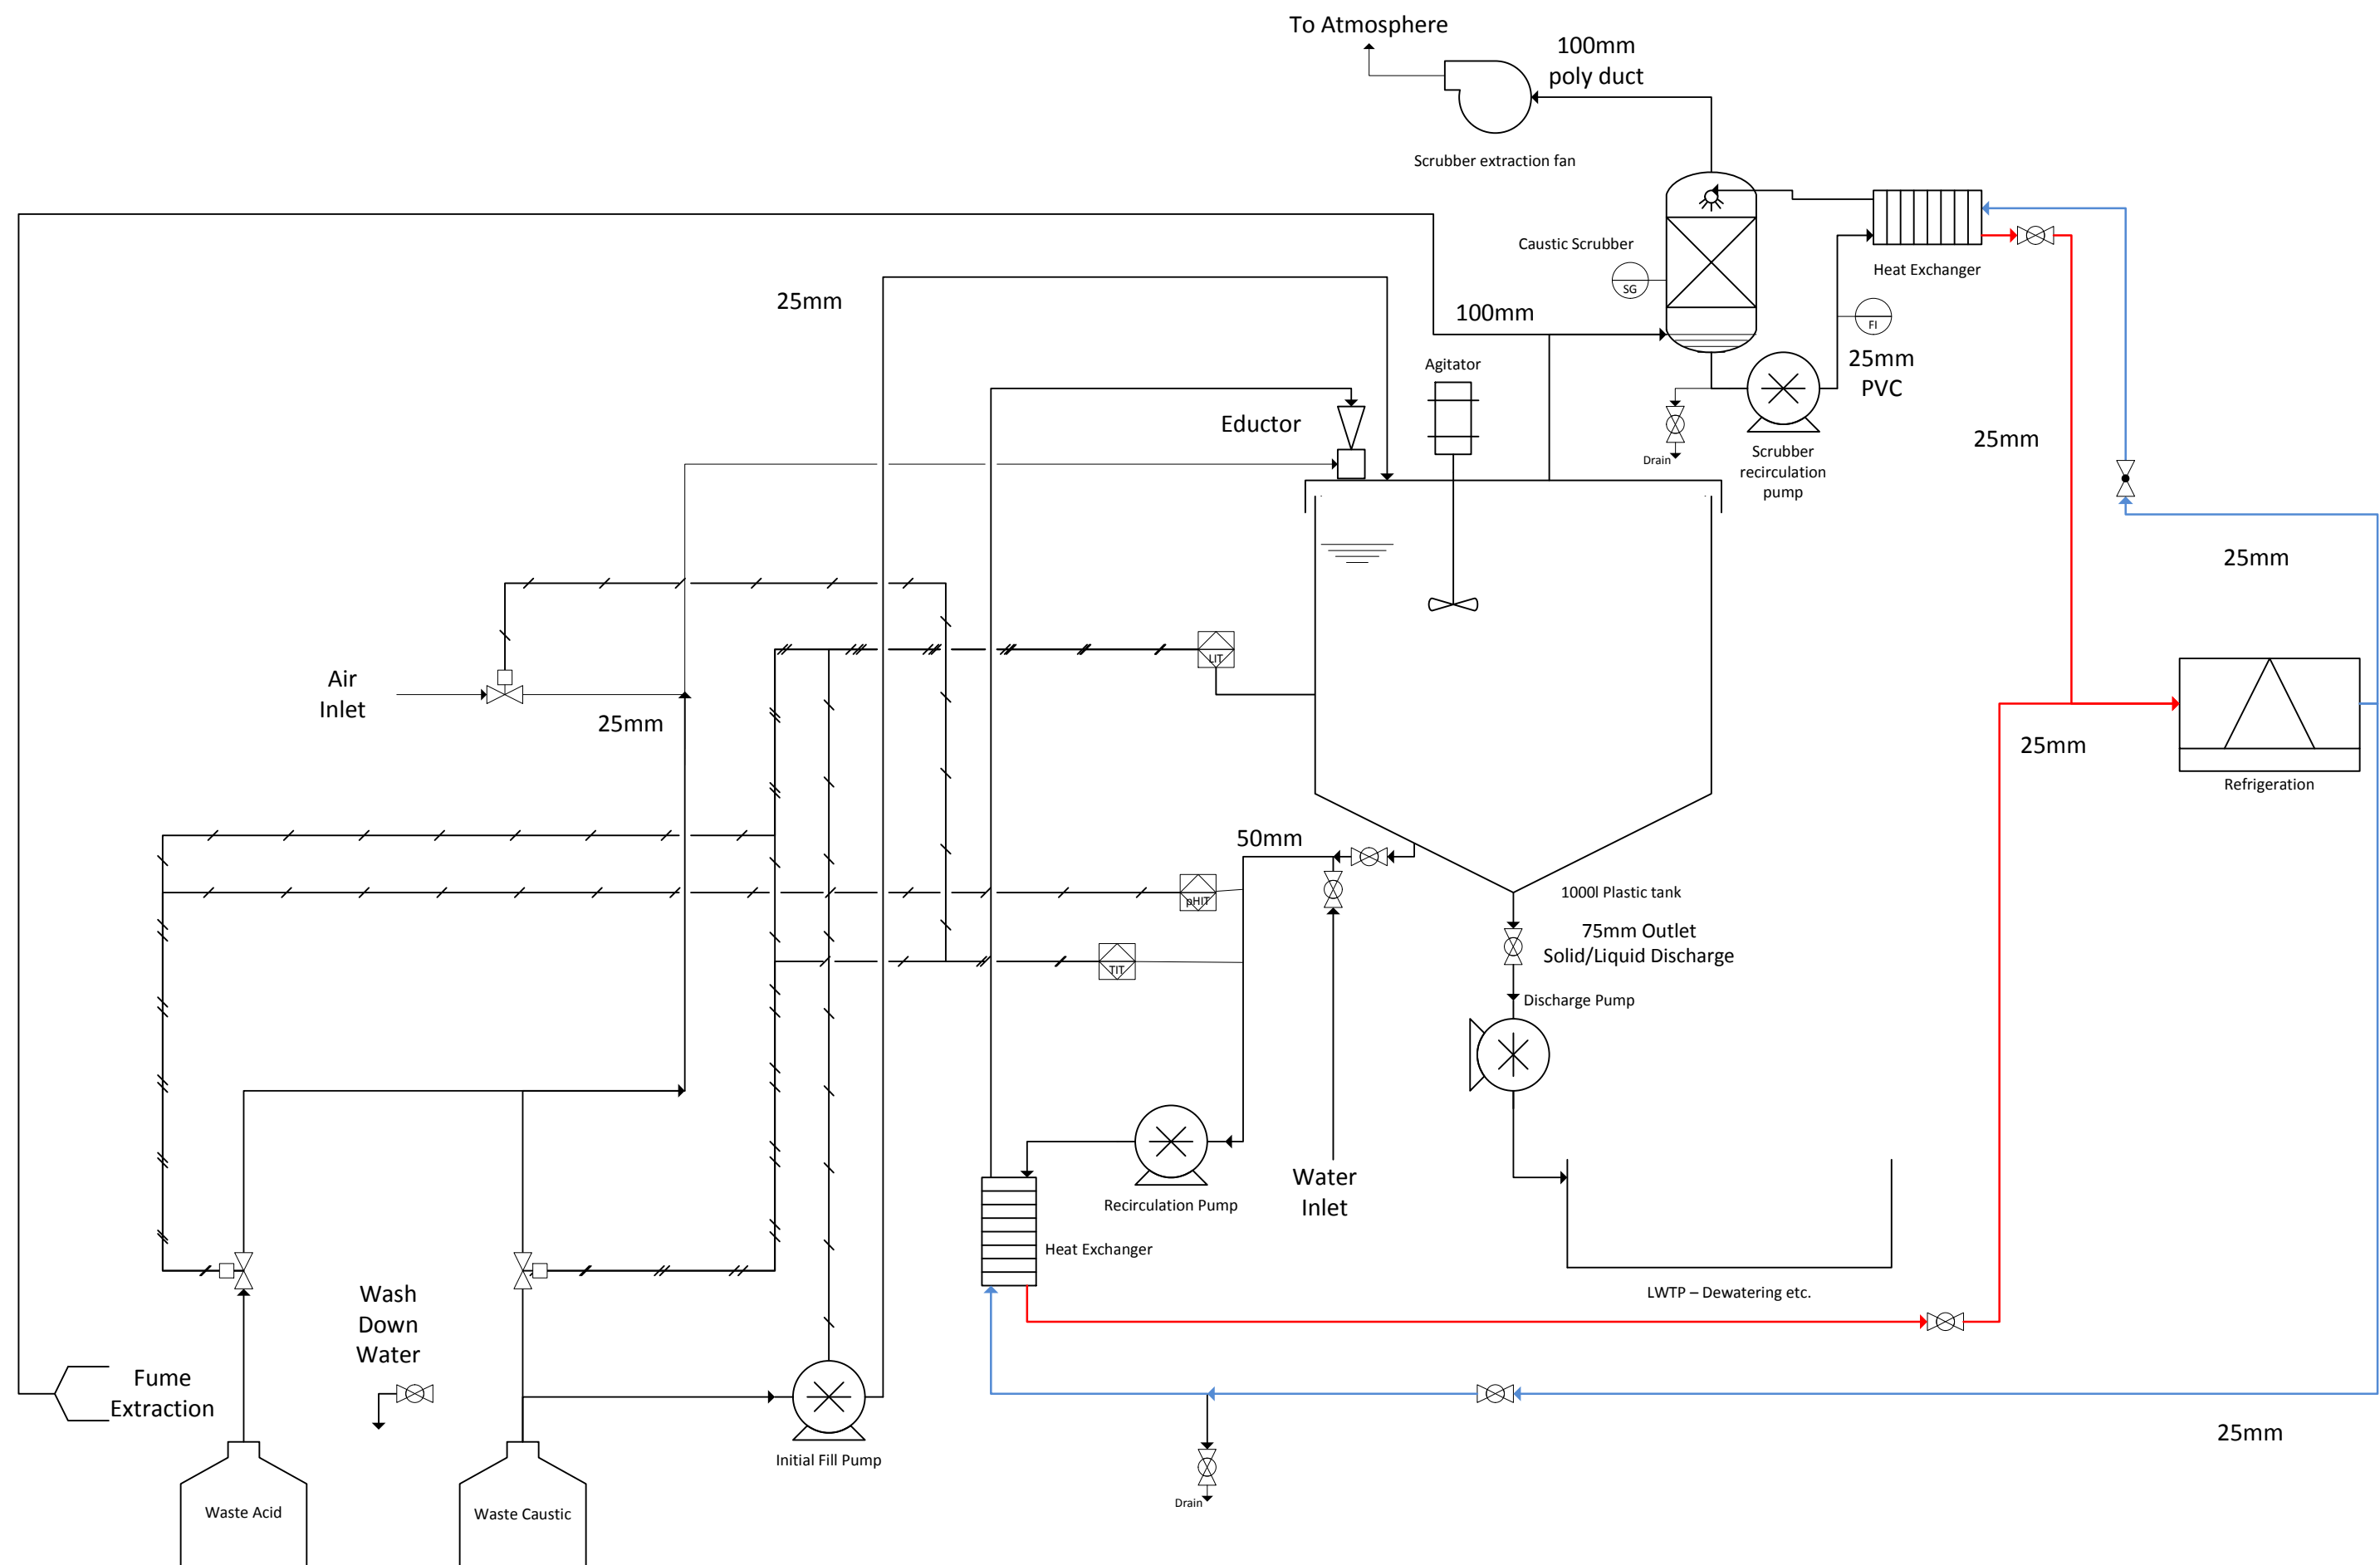 To Atmosphere
100mm
poly duct
Scrubber extraction fan
Caustic Scrubber
SG
Heat Exchanger
25mm
100mm
FI
25mm
PVC
Agitator
Eductor
Drain
Scrubber
recirculation
pump
25mm
25mm
LIT
Air
Inlet
25mm
25mm
Refrigeration
50mm
pHIT
1000l Plastic tank
75mm Outlet
Solid/Liquid Discharge
TIT
Discharge Pump
Water
Inlet
Recirculation Pump
Heat Exchanger
LWTP – Dewatering etc.
Wash
Down
Water
Fume
Extraction
25mm
Initial Fill Pump
Drain
Waste Acid
Waste Caustic